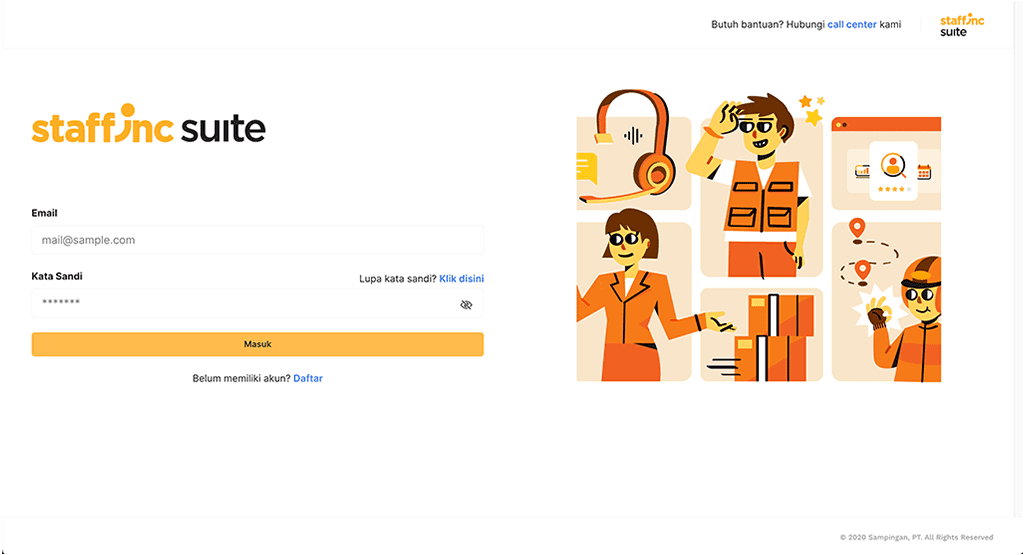 Butuh bantuan? Hubungi call center kami
staffinc
suite
staffinc suite
Email
mail@sample.com
Kata Sandi
Lupa kata sandi? Klik disini
*******
Masuk
Belum memiliki akun? Daftar
© 2020 Sampingan, PT. All Rights Reserved